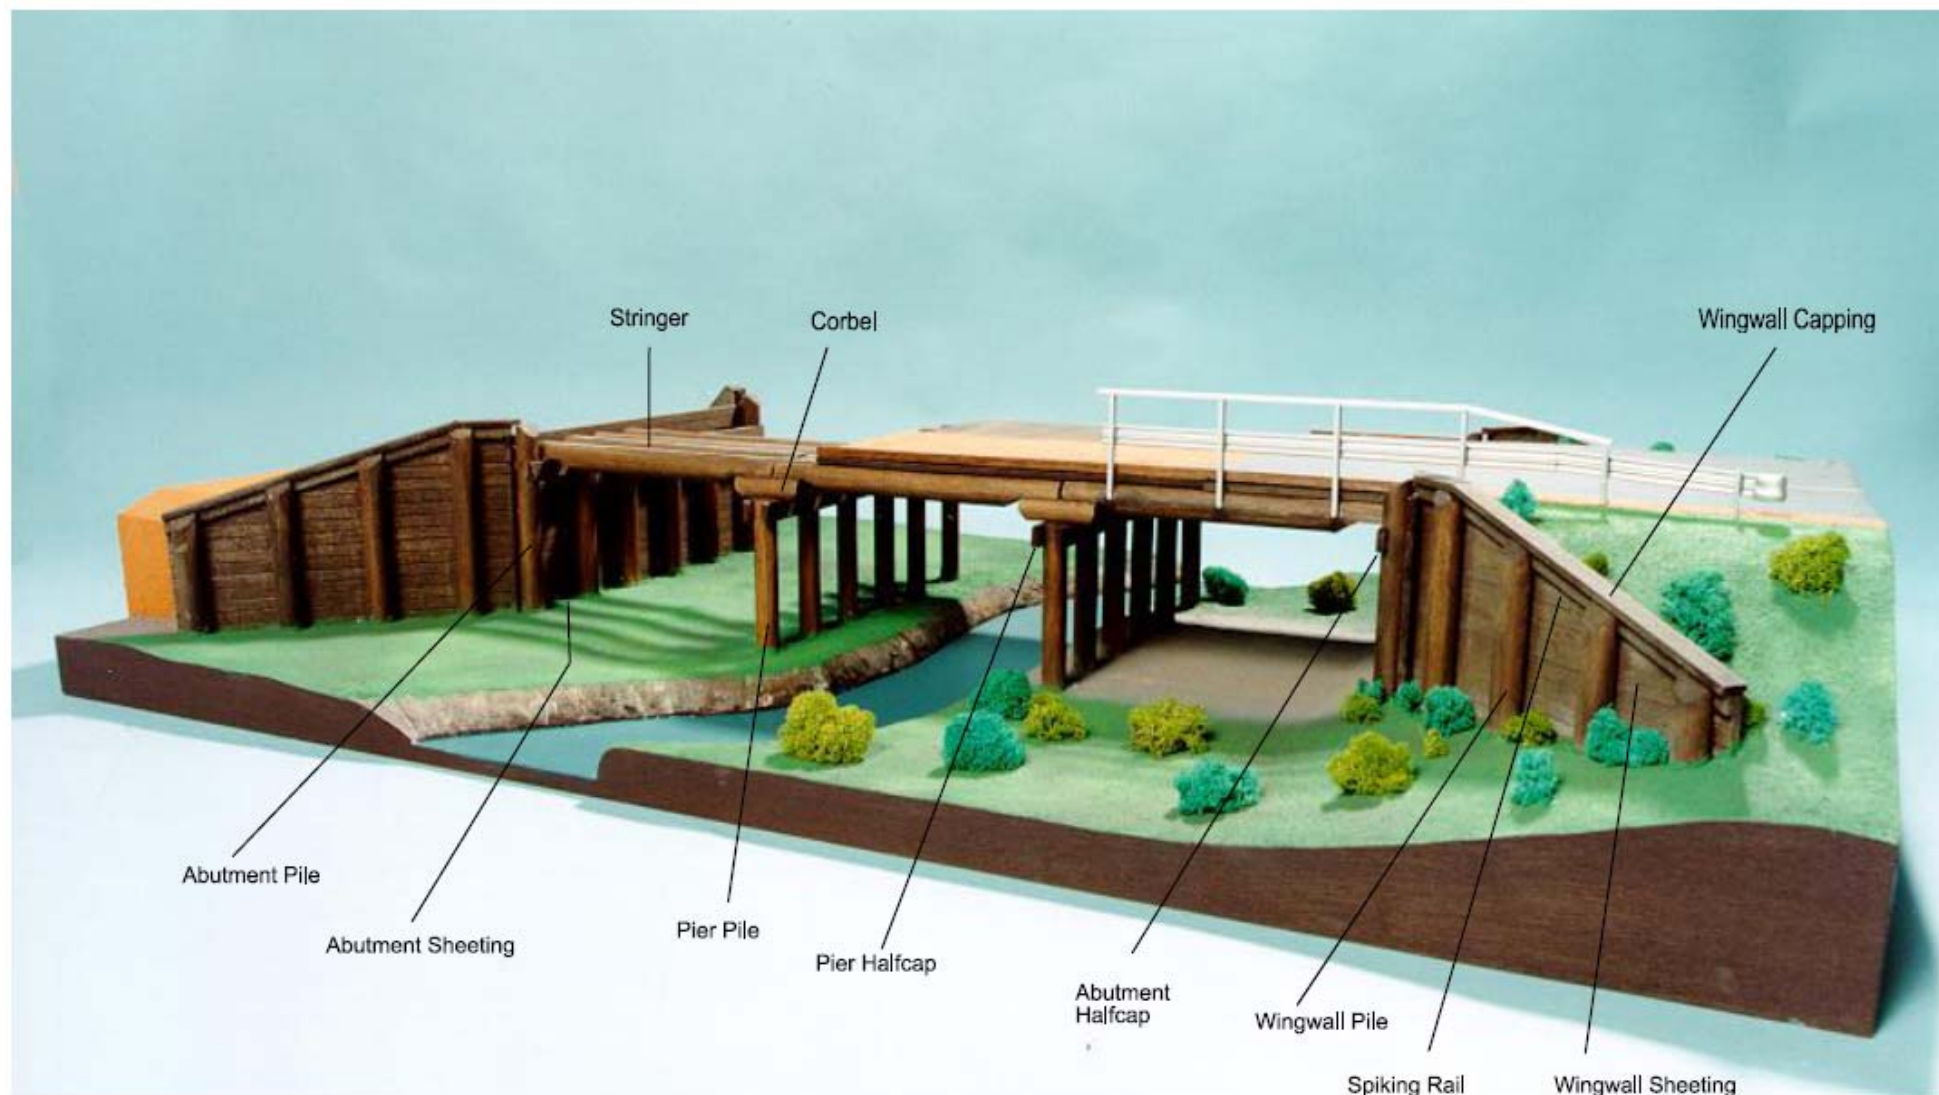 Stringer
Corbel
Wingwall Capping
Abutment Pile
Abutment Sheeting
Pier Pile
Pier Halfcap
Abutment
Halfcap
Wingwall Pile
Spiking Rail
Wingwall Sheeting